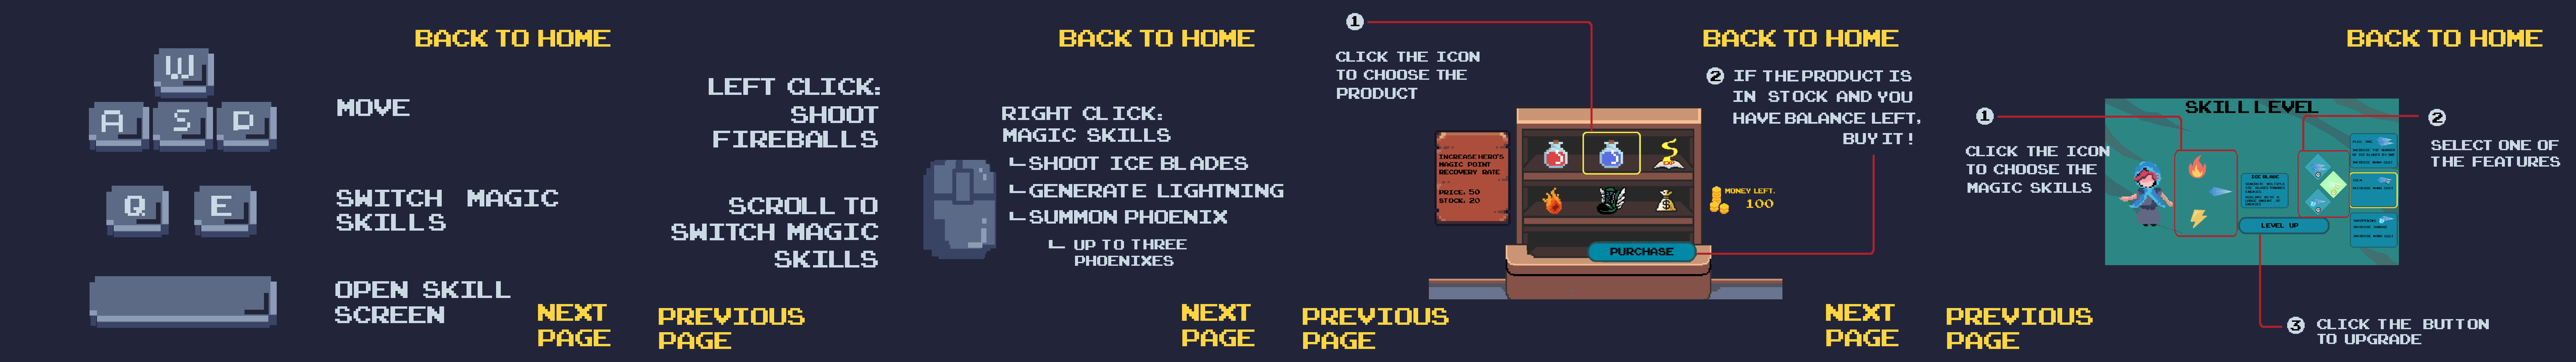 BACK TO HOME
W
A S D
MOVE
Q E
SWITCH MAGIC
SKILLS
OPEN SKILL
SCREEN
NEXT
PAGE
BACK TO HOME
LEFT CLICK:
SHOOT
FIREBALLS
SCROLL TO
SWITCH MAGIC
SKILLS
RIGHT CLICK:
MAGIC SKILLS
SHOOT ICE BLADES
GENERATE LIGHTNING
SUMMON PHOENIX
UP TO THREE
PHOENIXES
PREVIOUS
PAGE
NEXT
PAGE
BACK TO HOME
1
CLICK THE ICON
TO CHOOSE THE
PRODUCT
2 IF THE PRODUCT IS
IN STOCK AND YOU
HAVE BALANCE LEFT,
BUY IT!
INCREASE HERO'S
MAGIC POINT
RECOVERY RATE
PRICE: 50
STOCK: 20
MONEY LEFT:
100
PURCHASE
PREVIOUS
PAGE
NEXT
PAGE
BACK TO HOME
1
CLICK THE ICON
TO CHOOSE THE
MAGIC SKILLS
SKILL LEVEL
ICE BLADE
LEVEL UP
2
SELECT ONE OF
THE FEATURES
3 CLICK THE BUTTON
TO UPGRADE
PREVIOUS
PAGE